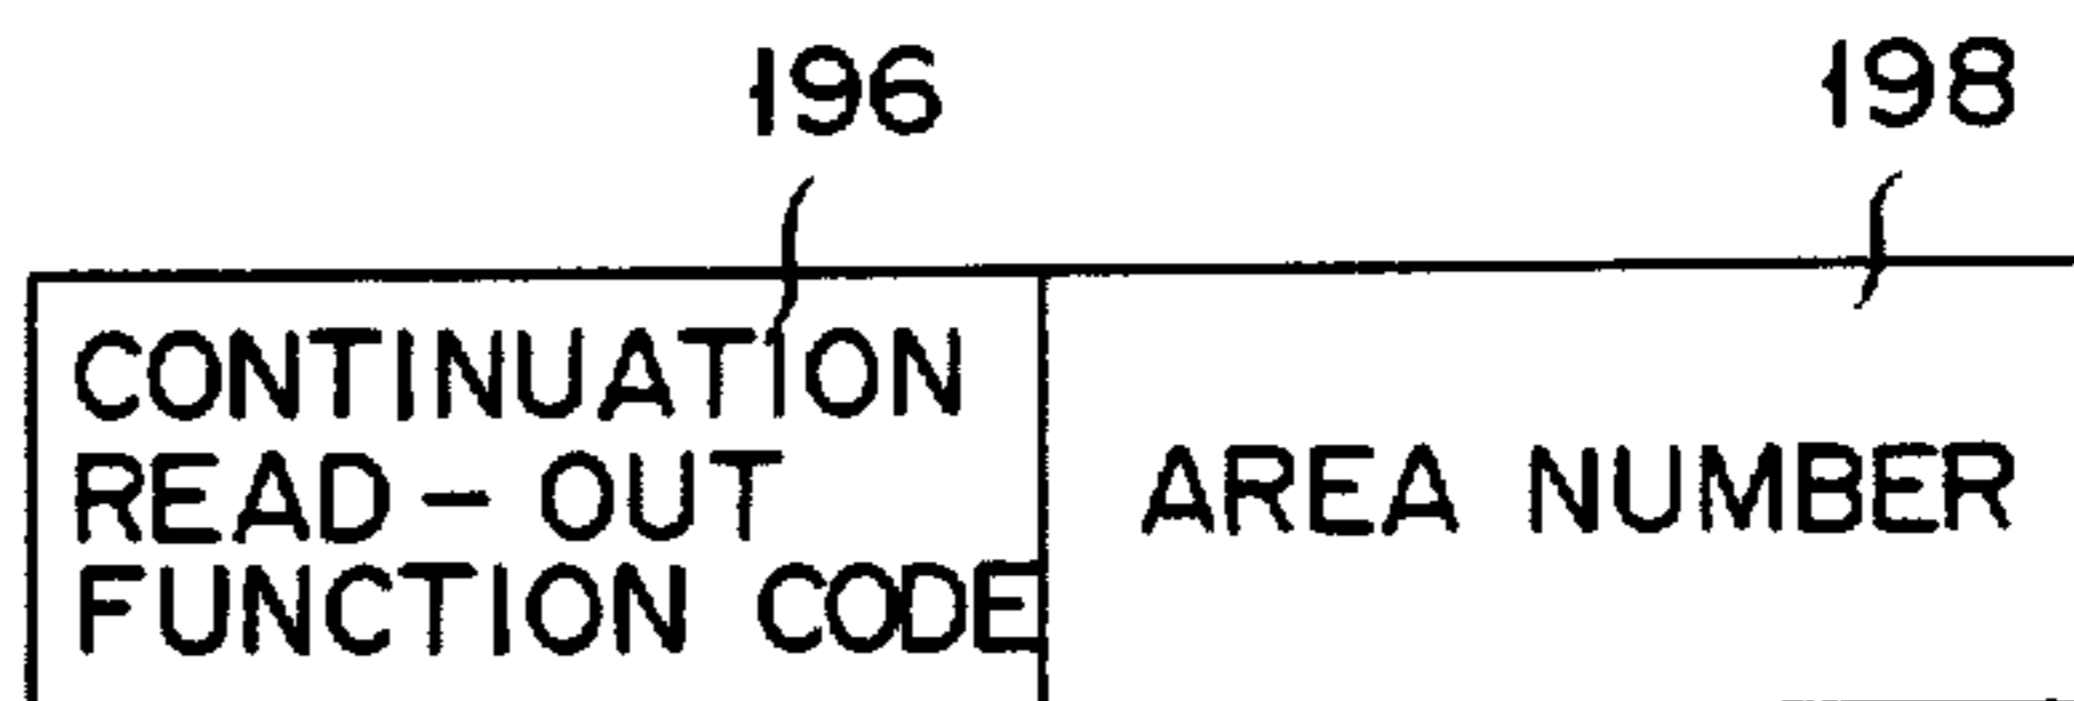 196 198
CONTINUATION
READ-OUT
FUNCTION CODE
AREA NUMBER